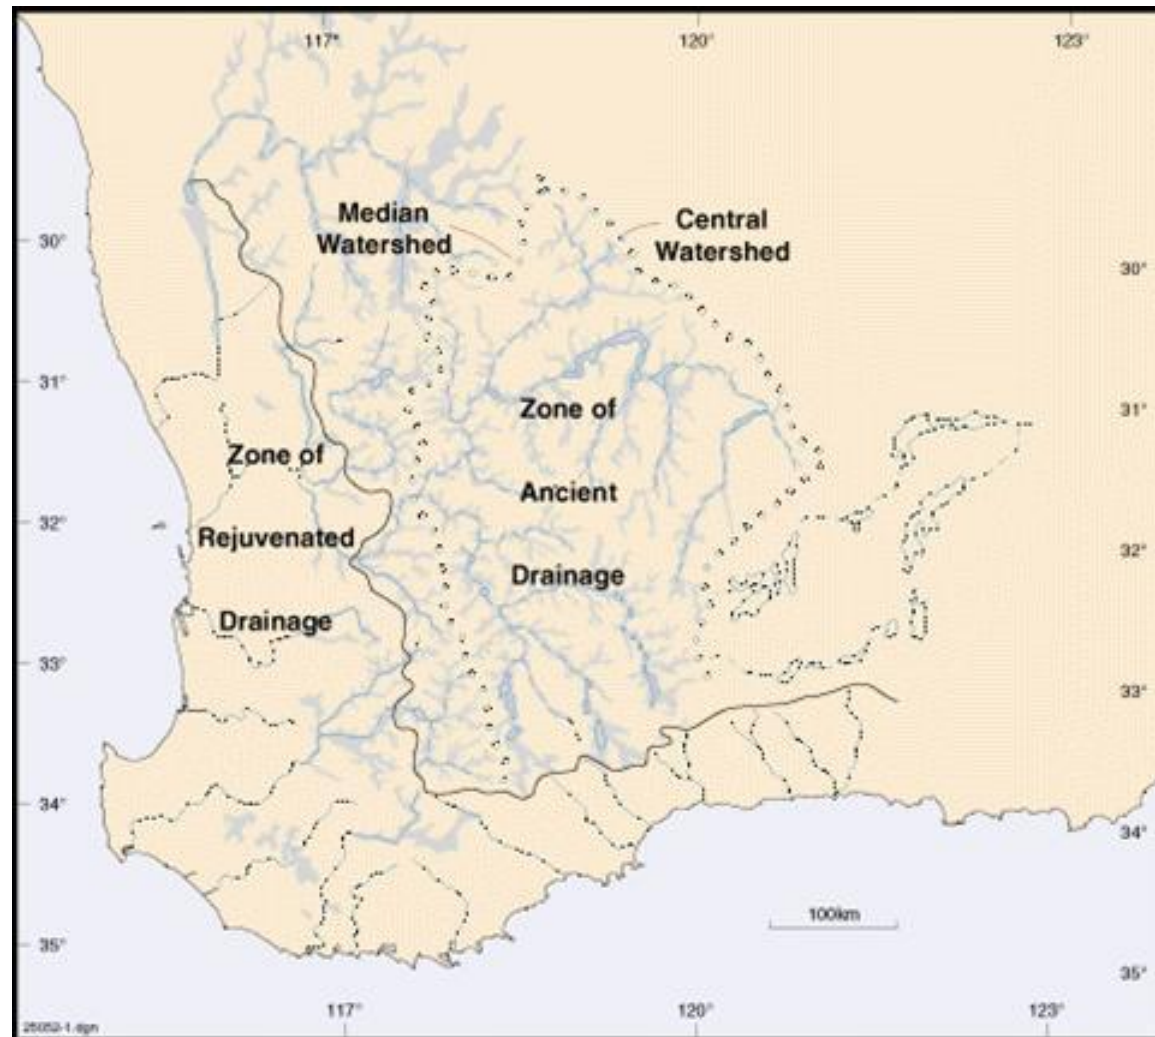 117°
120°
123°
Median
Watershed
Central
Watershed
30°
30°
31°
31°
Zone of
Zone of
Ancient
32°
32°
Rejuvenated
Drainage
Drainage
33°
33°
34°
34°
100km
35°
35°
117°
120°
123°
25052-1.dgn